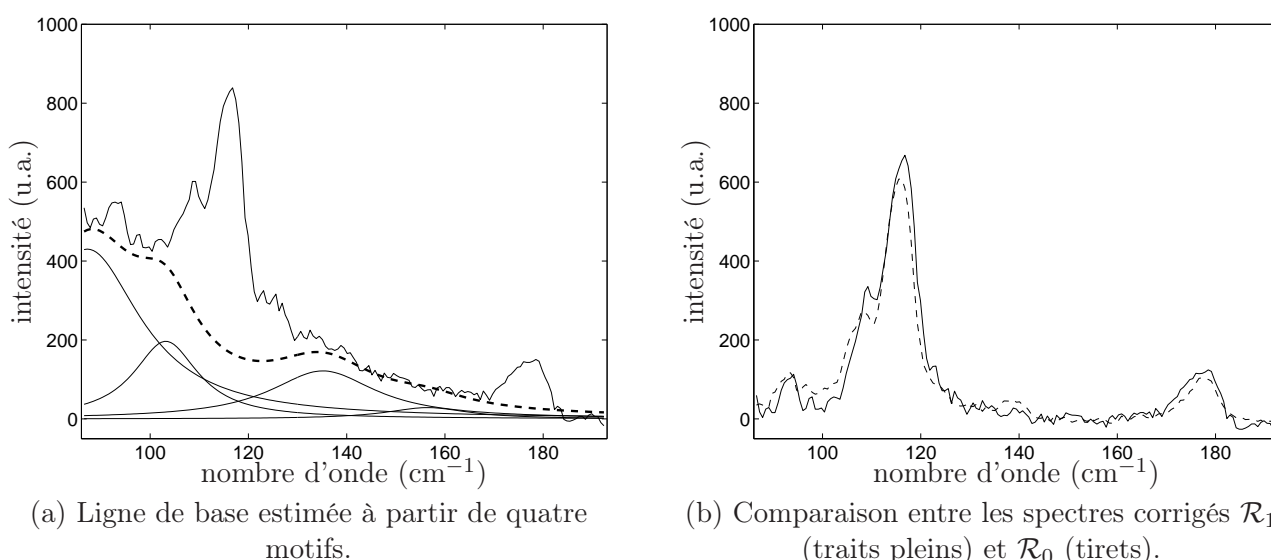 1000
800
600
400
200
0
intensité (u.a.)
100 120 140 160 180
nombre d'onde (cm⁻¹)
(a) Ligne de base estimée à partir de quatre
motifs.
1000
800
600
400
200
0
intensité (u.a.)
100 120 140 160 180
nombre d'onde (cm⁻¹)
(b) Comparaison entre les spectres corrigés R₁
(traits pleins) et R₀ (tirets).